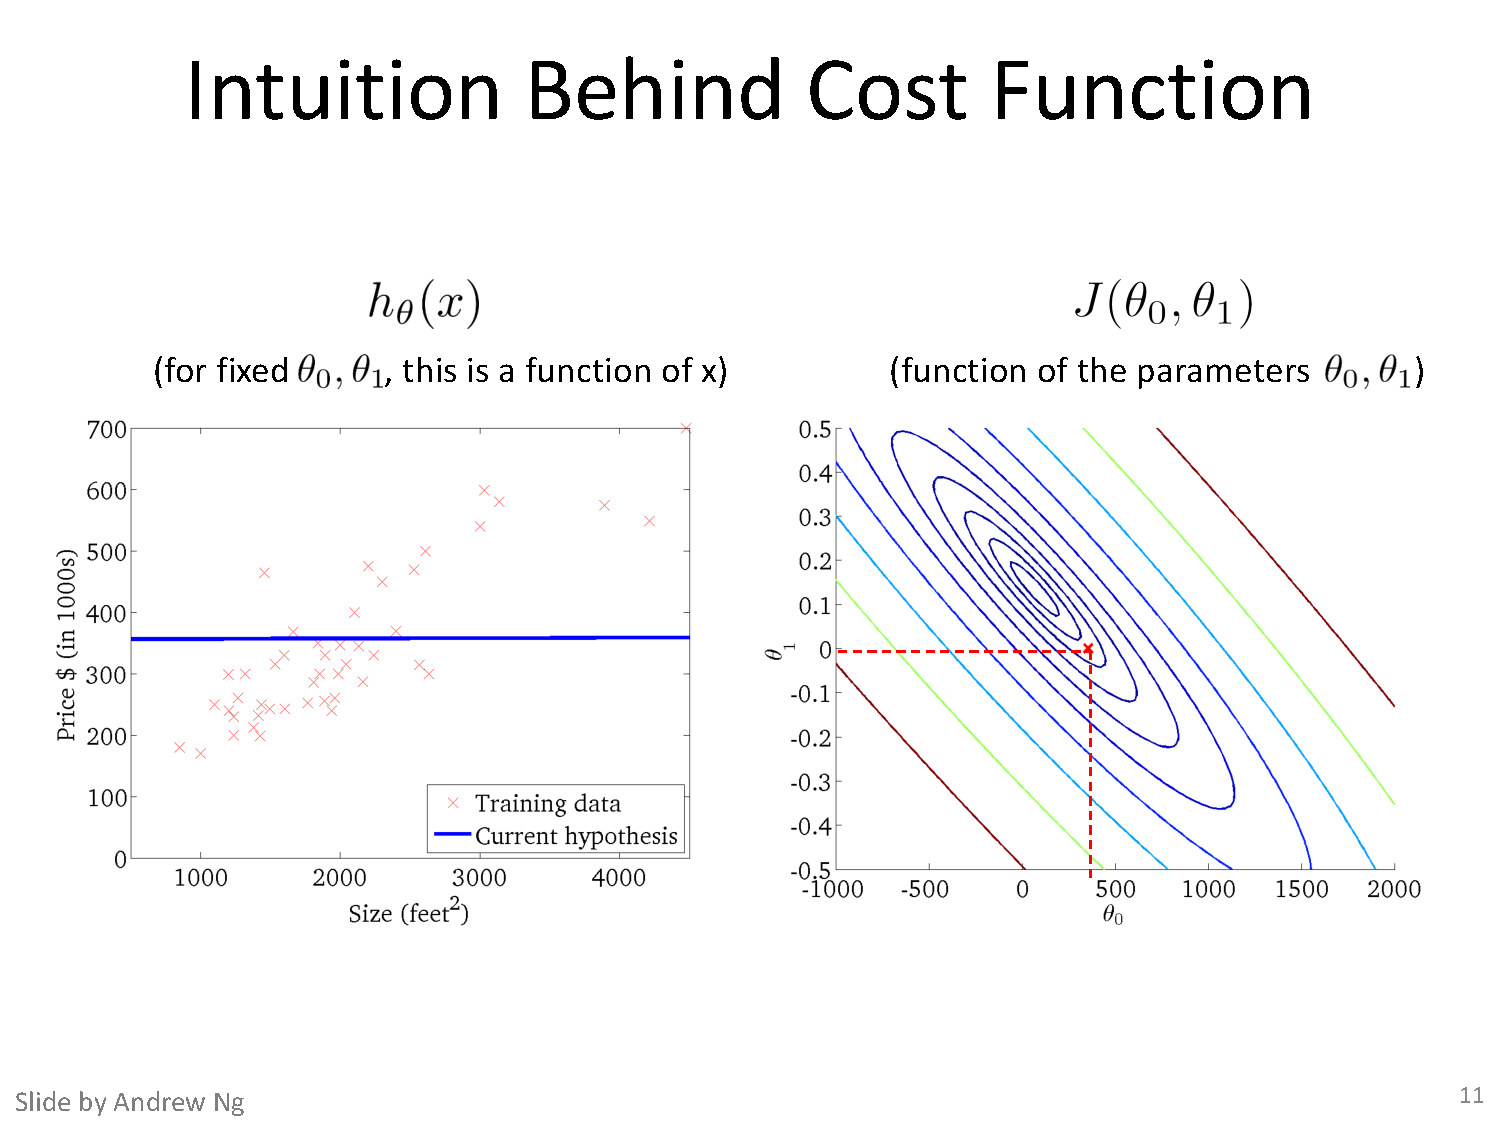 Intuition Behind Cost Function
hθ(x)
(for fixed θ0, θ1, this is a function of x)
700
600
500
400
300
200
100
0
Price $ (in 1000s)
1000 2000 3000 4000
Size (feet2)
Training data
Current hypothesis
J(θ0, θ1)
(function of the parameters θ0, θ1)
0.5
0.4
0.3
0.2
0.1
0
-0.1
-0.2
-0.3
-0.4
-0.5
θ1
-1000 -500 0 500 1000 1500 2000
θ0
Slide by Andrew Ng
11